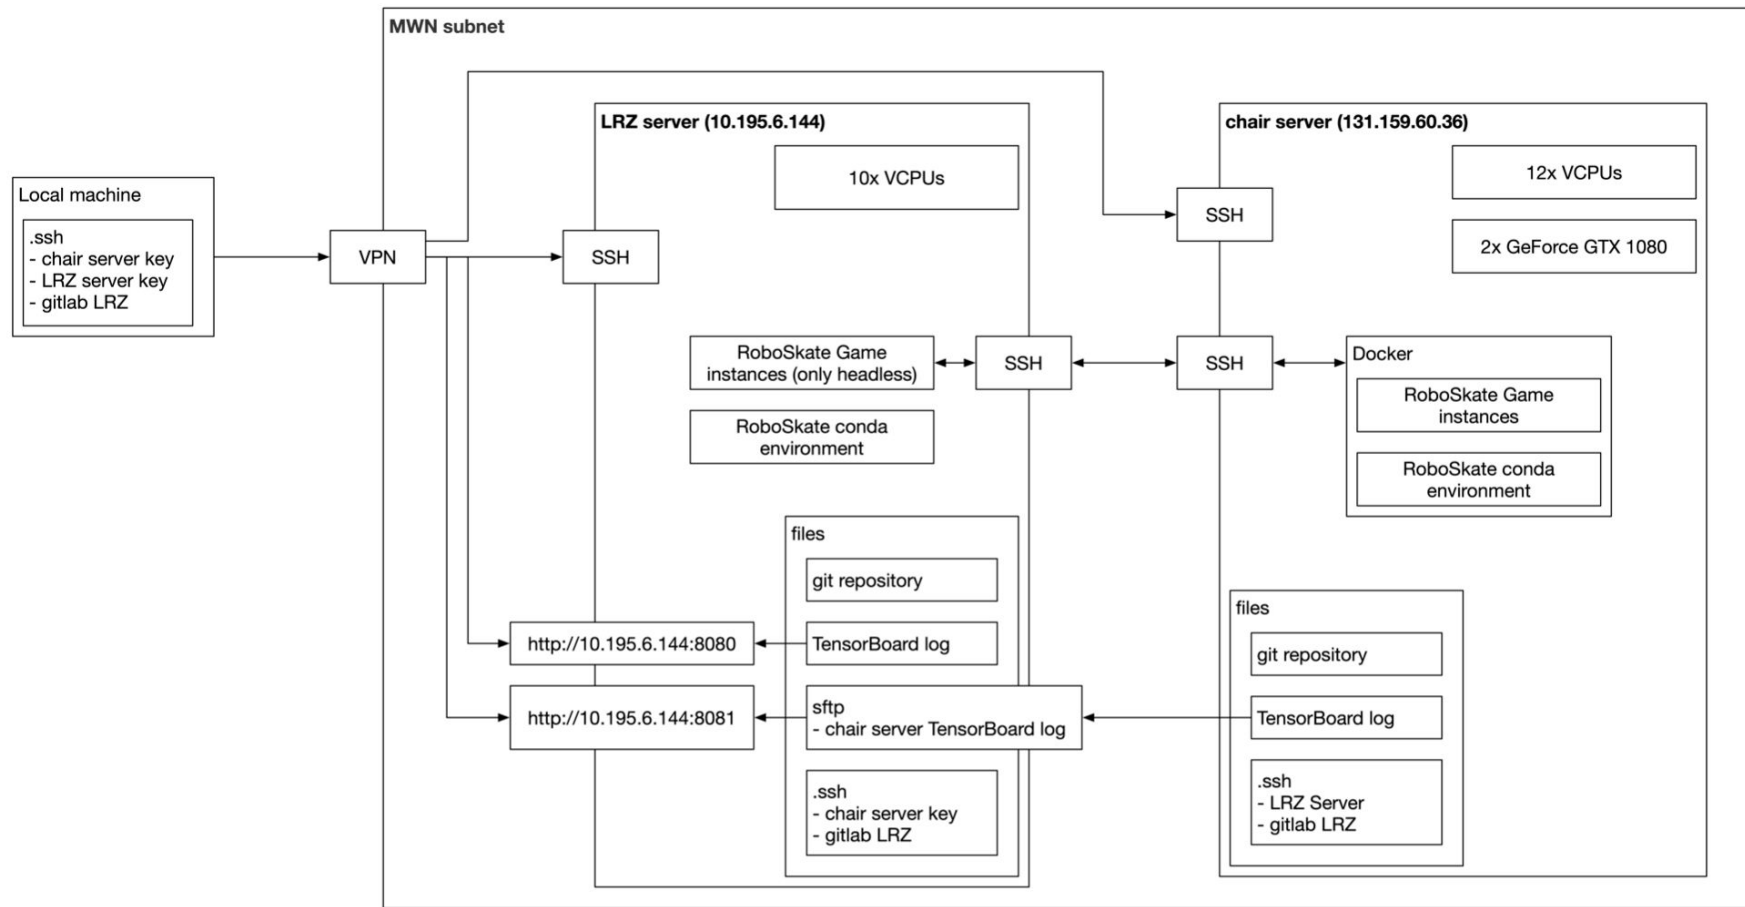 MWN subnet
Local machine
.ssh
- chair server key
- LRZ server key
- gitlab LRZ
VPN
LRZ server (10.195.6.144)
10x VCPUs
SSH
RoboSkate Game
instances (only headless)
SSH
RoboSkate conda
environment
files
git repository
http://10.195.6.144:8080
TensorBoard log
http://10.195.6.144:8081
sftp
- chair server TensorBoard log
.ssh
- chair server key
- gitlab LRZ
chair server (131.159.60.36)
12x VCPUs
SSH
2x GeForce GTX 1080
SSH
Docker
RoboSkate Game
instances
RoboSkate conda
environment
files
git repository
TensorBoard log
.ssh
- LRZ Server
- gitlab LRZ